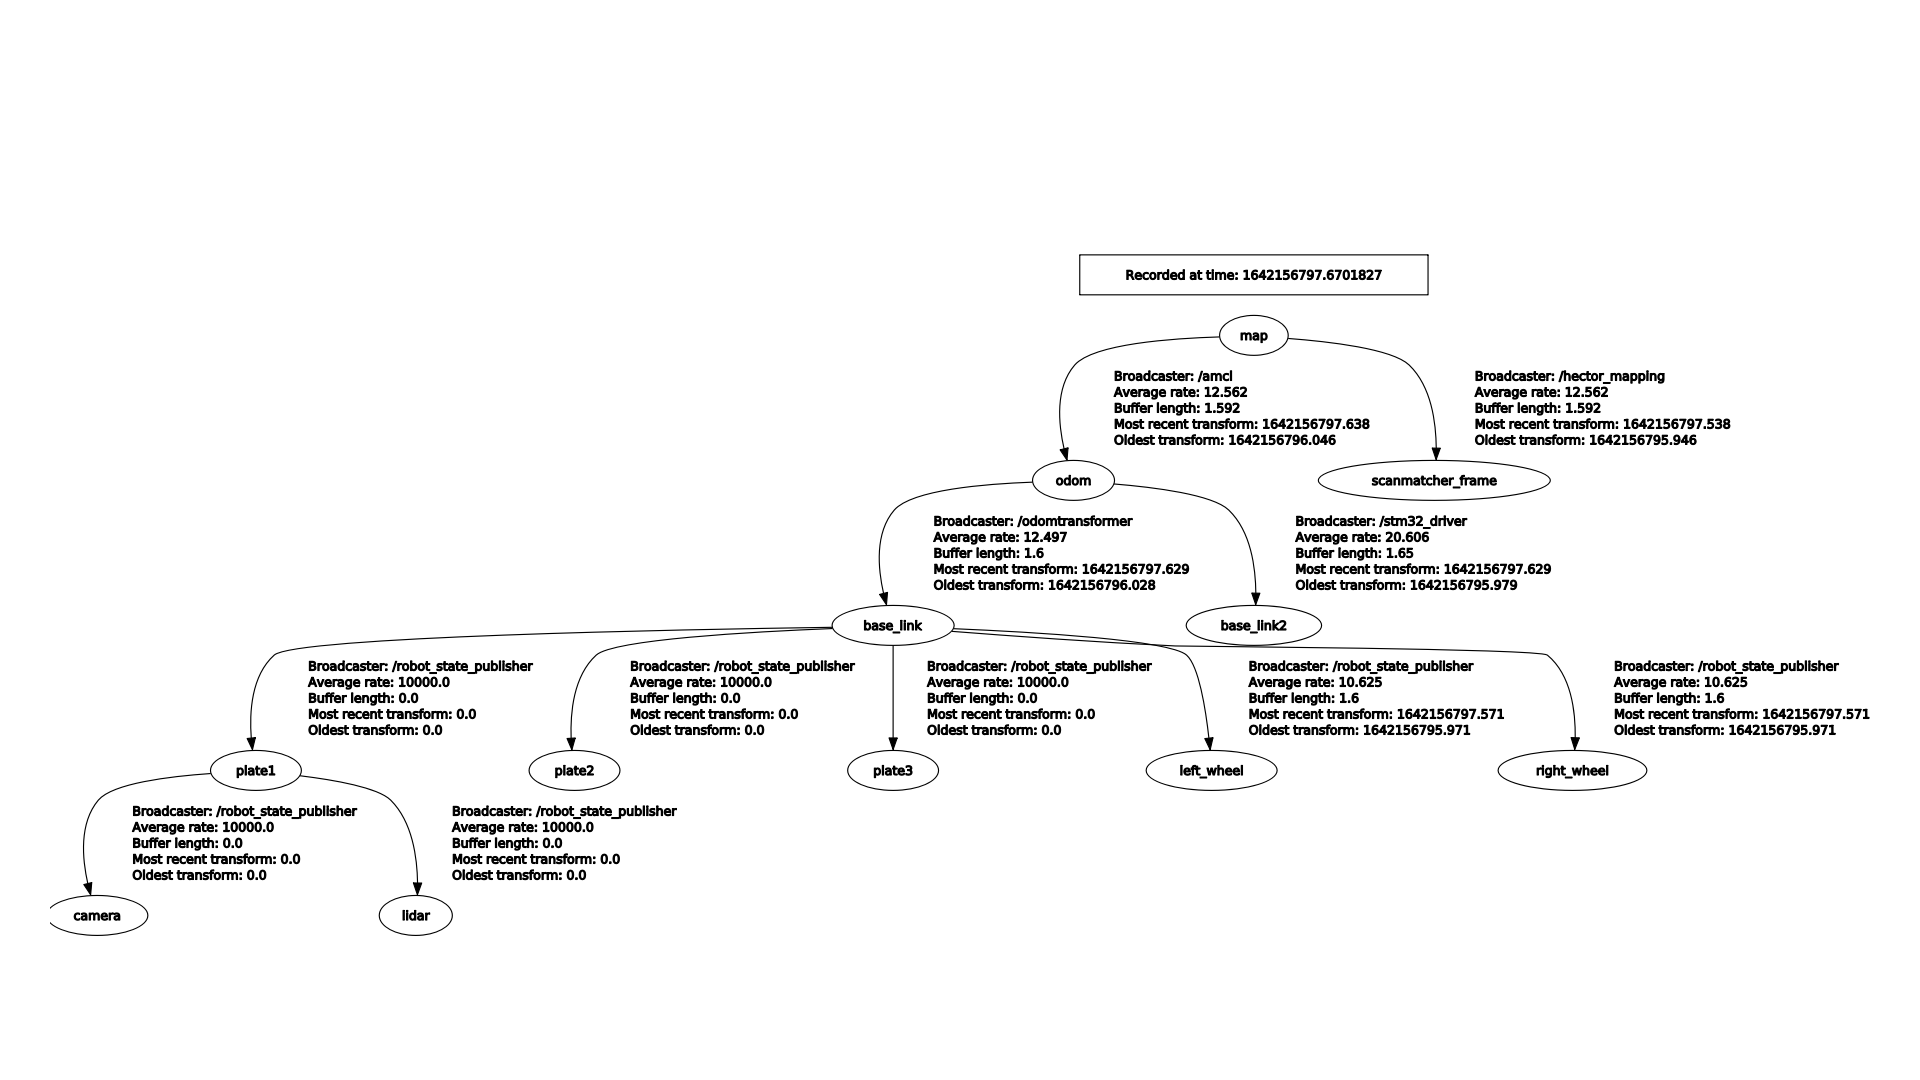 Recorded at time: 1642156797.6701827
map
Broadcaster: /amcl
Average rate: 12.562
Buffer length: 1.592
Most recent transform: 1642156797.638
Oldest transform: 1642156796.046
Broadcaster: /hector_mapping
Average rate: 12.562
Buffer length: 1.592
Most recent transform: 1642156797.538
Oldest transform: 1642156795.946
odom
scanmatcher_frame
Broadcaster: /odomtransformer
Average rate: 12.497
Buffer length: 1.6
Most recent transform: 1642156797.629
Oldest transform: 1642156796.028
Broadcaster: /stm32_driver
Average rate: 20.606
Buffer length: 1.65
Most recent transform: 1642156797.629
Oldest transform: 1642156795.979
base_link
base_link2
Broadcaster: /robot_state_publisher
Average rate: 10000.0
Buffer length: 0.0
Most recent transform: 0.0
Oldest transform: 0.0
Broadcaster: /robot_state_publisher
Average rate: 10000.0
Buffer length: 0.0
Most recent transform: 0.0
Oldest transform: 0.0
Broadcaster: /robot_state_publisher
Average rate: 10000.0
Buffer length: 0.0
Most recent transform: 0.0
Oldest transform: 0.0
Broadcaster: /robot_state_publisher
Average rate: 10.625
Buffer length: 1.6
Most recent transform: 1642156797.571
Oldest transform: 1642156795.971
Broadcaster: /robot_state_publisher
Average rate: 10.625
Buffer length: 1.6
Most recent transform: 1642156797.571
Oldest transform: 1642156795.971
plate1
plate2
plate3
left_wheel
right_wheel
Broadcaster: /robot_state_publisher
Average rate: 10000.0
Buffer length: 0.0
Most recent transform: 0.0
Oldest transform: 0.0
Broadcaster: /robot_state_publisher
Average rate: 10000.0
Buffer length: 0.0
Most recent transform: 0.0
Oldest transform: 0.0
camera
lidar